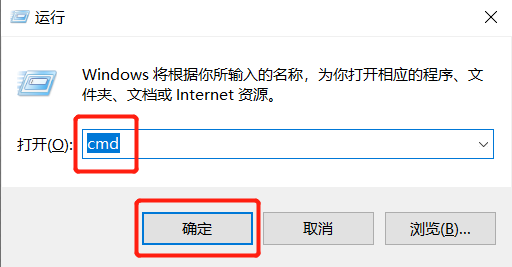 运行
Windows 将根据你所输入的名称，为你打开相应的程序、文
件夹、文档或 Internet 资源。
打开(O): cmd
确定 取消 浏览(B)...